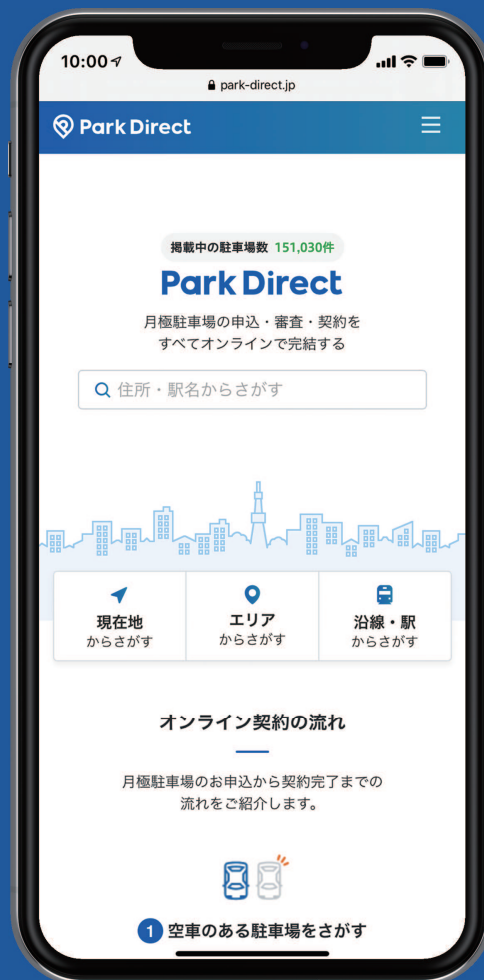 10:00
park-direct.jp
Park Direct
掲載中の駐車場数 151,030件
Park Direct
月極駐車場の申込・審査・契約を
すべてオンラインで完結する
住所・駅名からさがす
現在地
からさがす
エリア
からさがす
沿線・駅
からさがす
オンライン契約の流れ
月極駐車場のお申込から契約完了までの
流れをご紹介します。
1 空車のある駐車場をさがす